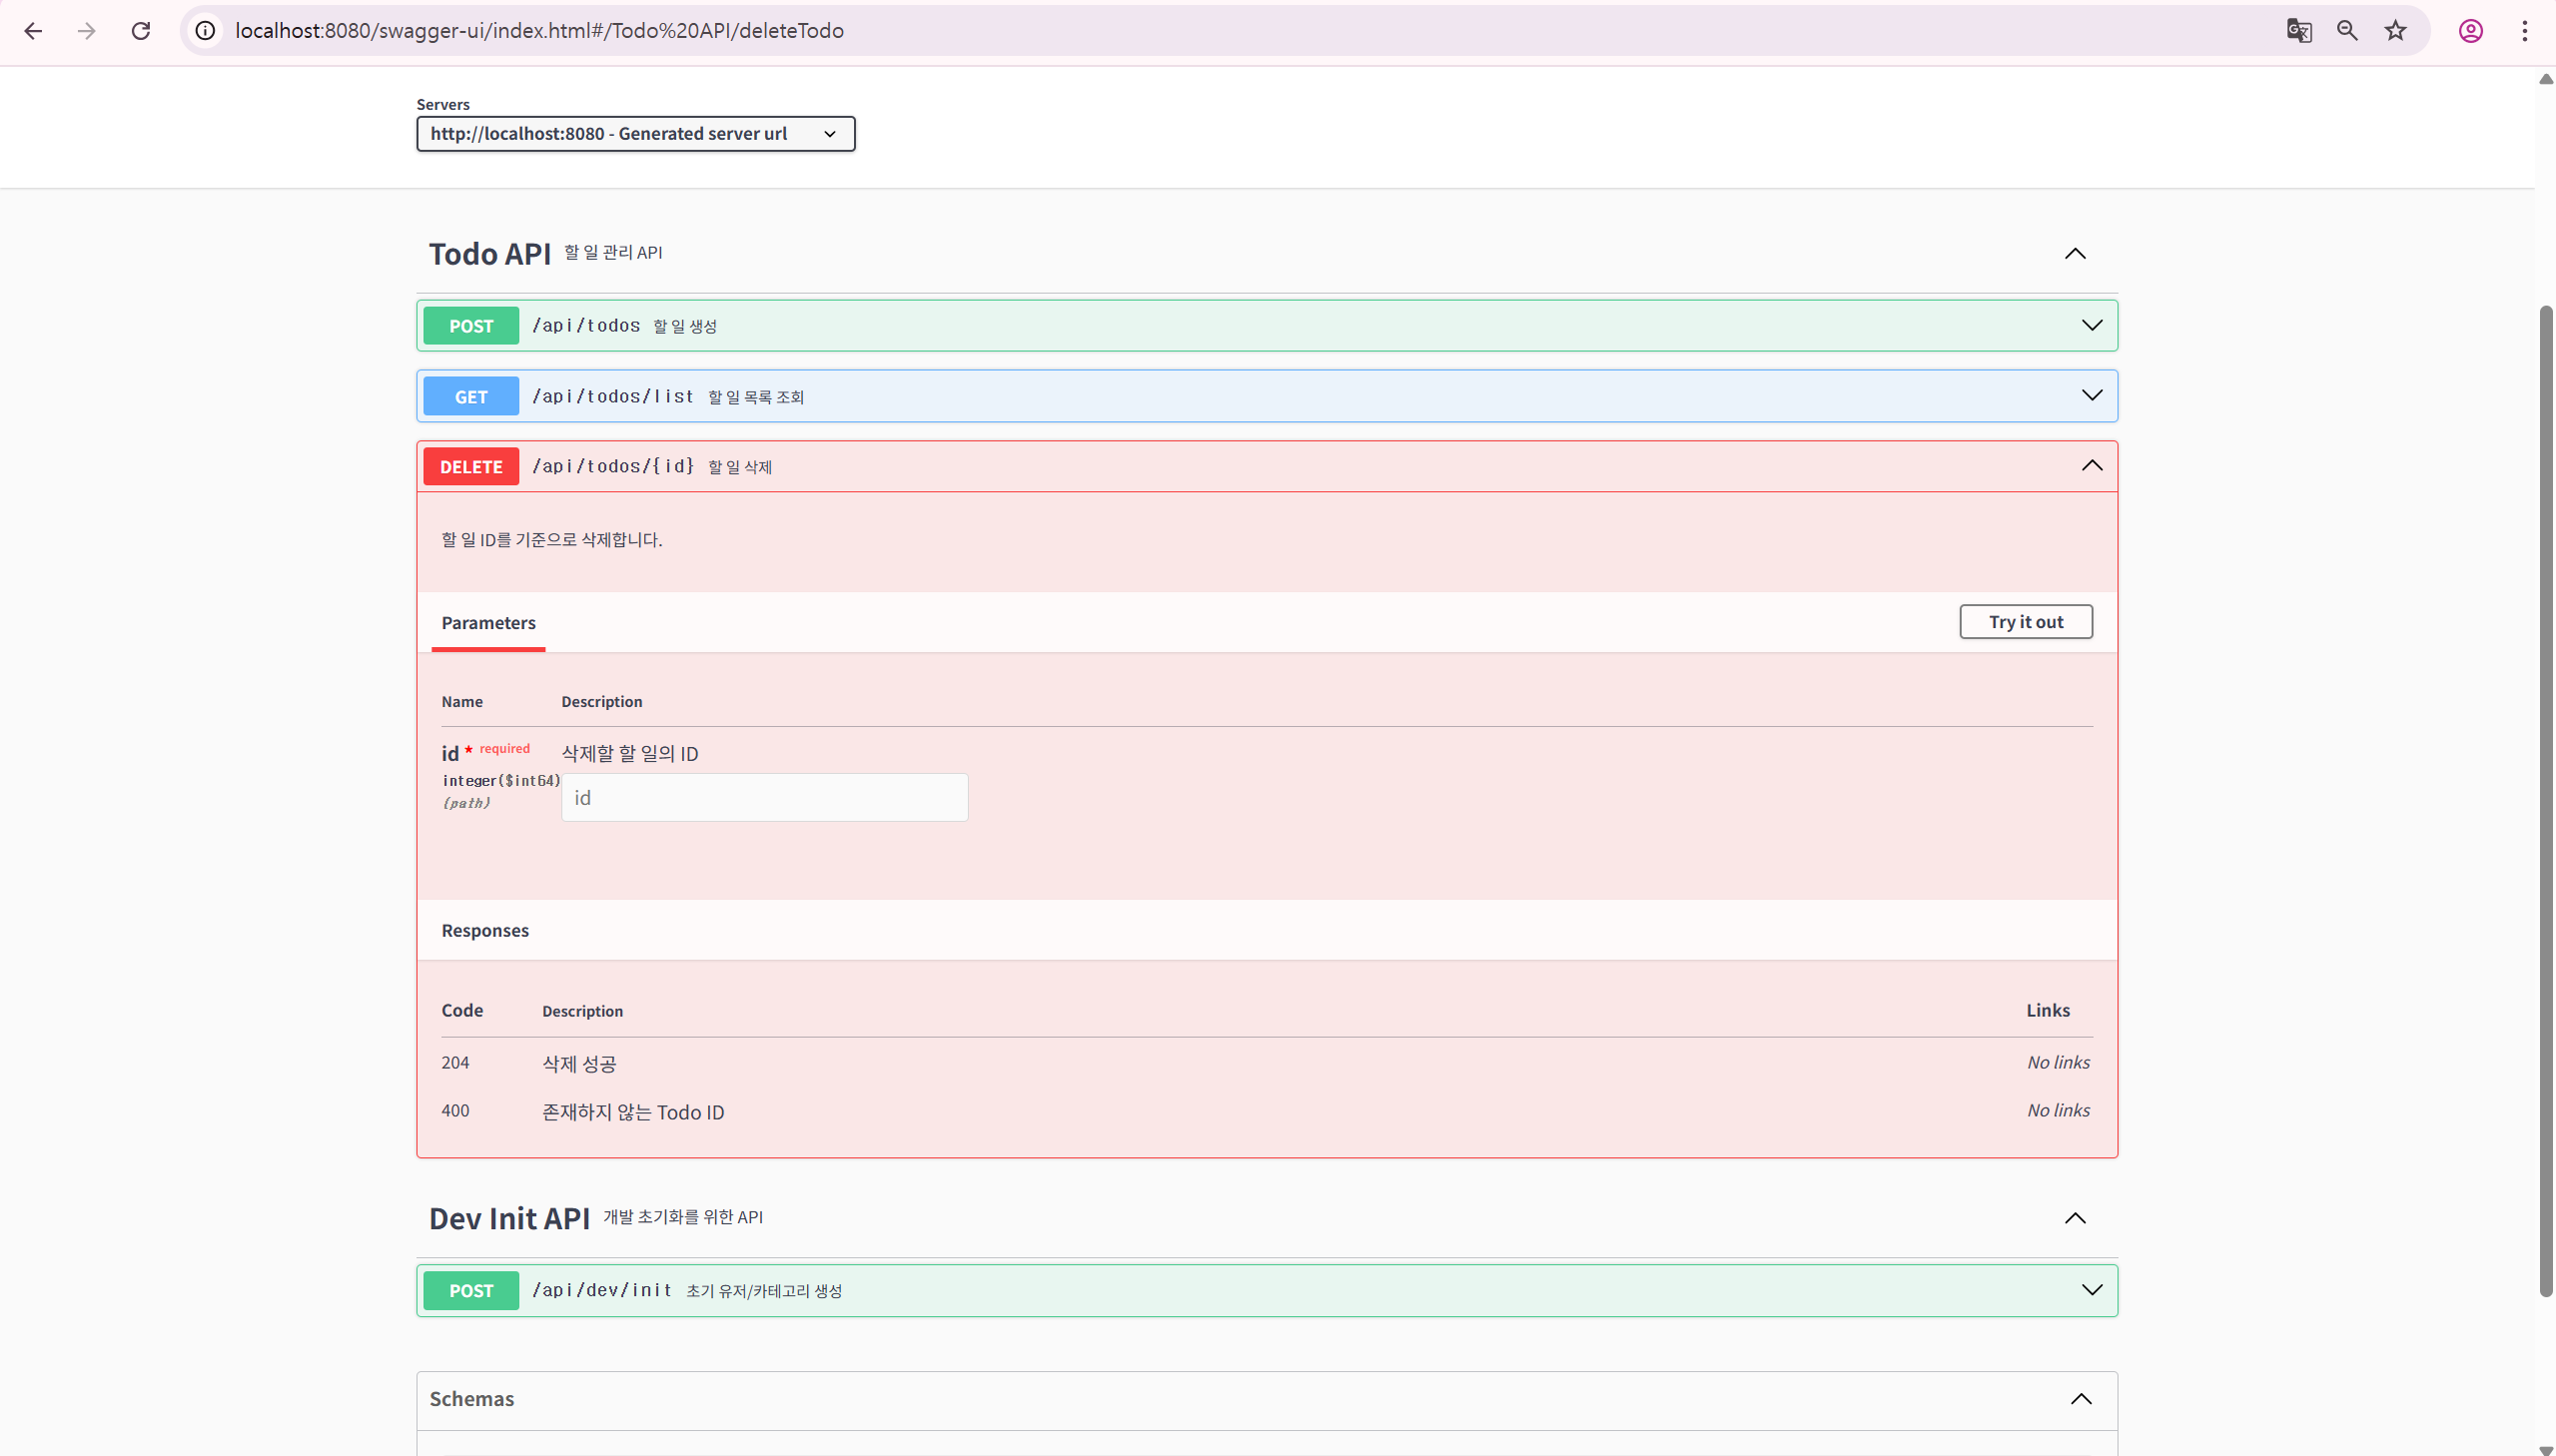 localhost:8080/swagger-ui/index.html#/Todo%20API/deleteTodo
Servers
http://localhost:8080 - Generated server url
Todo API 할 일 관리 API
POST /api/todos 할 일 생성
GET /api/todos/list 할 일 목록 조회
DELETE /api/todos/{id} 할 일 삭제
할 일 ID를 기준으로 삭제합니다.
Parameters
Try it out
Name Description
id * required 삭제할 할 일의 ID
integer($int64)
(path)
id
Responses
Code Description Links
204 삭제 성공 No links
400 존재하지 않는 Todo ID No links
Dev Init API 개발 초기화를 위한 API
POST /api/dev/init 초기 유저/카테고리 생성
Schemas